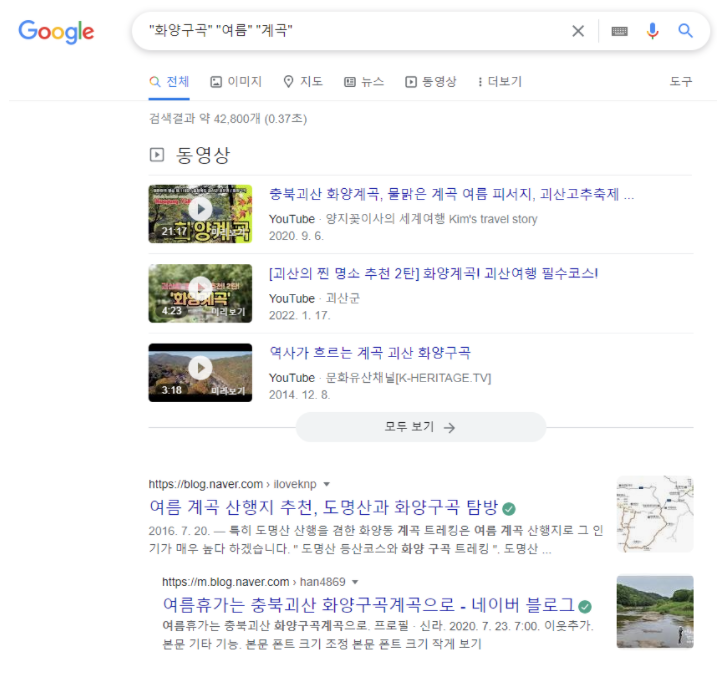 Google
"화양구곡" "여름" "계곡"
전체 이미지 지도 뉴스 동영상 더보기 도구
검색결과 약 42,800개 (0.37초)
동영상
충북괴산 화양계곡, 물맑은 계곡 여름 피서지, 괴산고추축제 ...
YouTube · 양지꽃이사의 세계여행 Kim's travel story
2020. 9. 6.
21:17 미리보기
[괴산의 찐 명소 추천 2탄] 화양계곡! 괴산여행 필수코스!
YouTube · 괴산군
2022. 1. 17.
'화양계곡'
4:23 미리보기
역사가 흐르는 계곡 괴산 화양구곡
YouTube · 문화유산채널[K-HERITAGE.TV]
2014. 12. 8.
3:18 미리보기
모두 보기 →
https://blog.naver.com › iloveknp
여름 계곡 산행지 추천, 도명산과 화양구곡 탐방
2016. 7. 20. — 특히 도명산 산행을 겸한 화양동 계곡 트레킹은 여름 계곡 산행지로 그 인
기가 매우 높다 하겠습니다. " 도명산 등산코스와 화양 구곡 트레킹 ". 도명산 ...
https://m.blog.naver.com › han4869
여름휴가는 충북괴산 화양구곡계곡으로 - 네이버 블로그
여름휴가는 충북괴산 화양구곡계곡으로. 프로필 · 신라. 2020. 7. 23. 7:00. 이웃추가.
본문 기타 기능. 본문 폰트 크기 조정 본문 폰트 크기 작게 보기